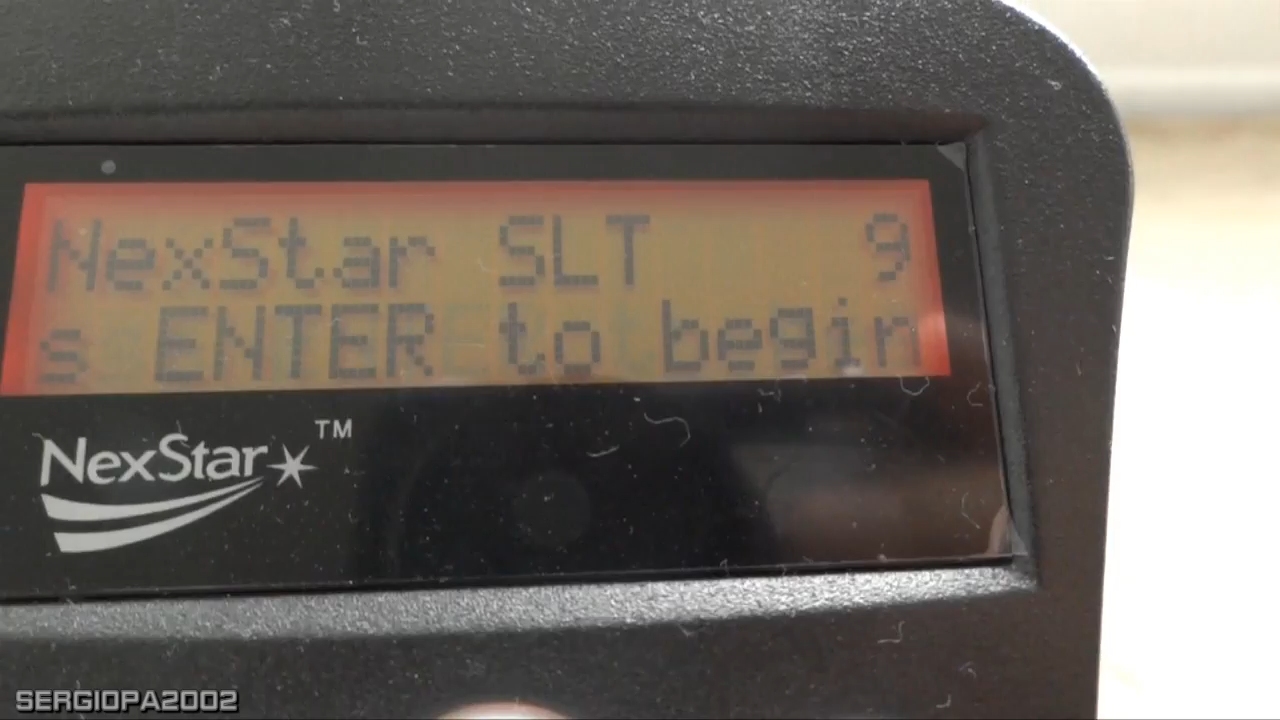 NexStar SLT 9
s ENTER to begin
NexStar ™
SERGIOPA2002